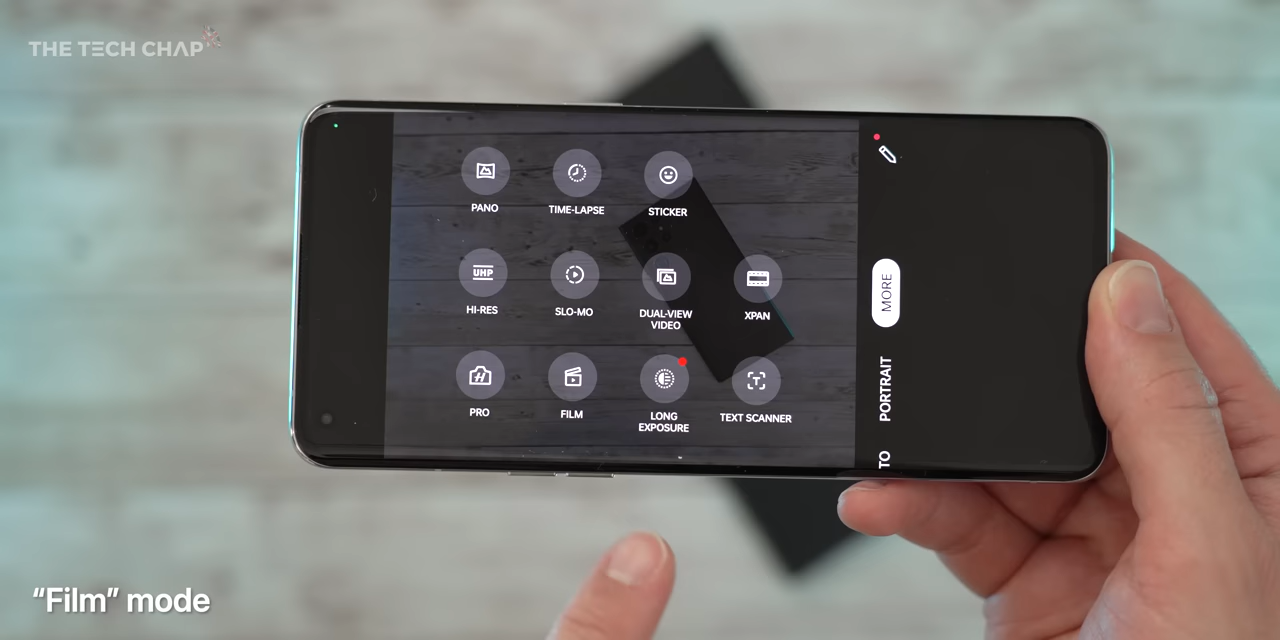 THE TECH CHAP
PANO
TIME-LAPSE
STICKER
UHP
HI-RES
SLO-MO
DUAL-VIEW
VIDEO
XPAN
PRO
FILM
LONG
EXPOSURE
T
TEXT SCANNER
MORE
PORTRAIT
TO
"Film" mode